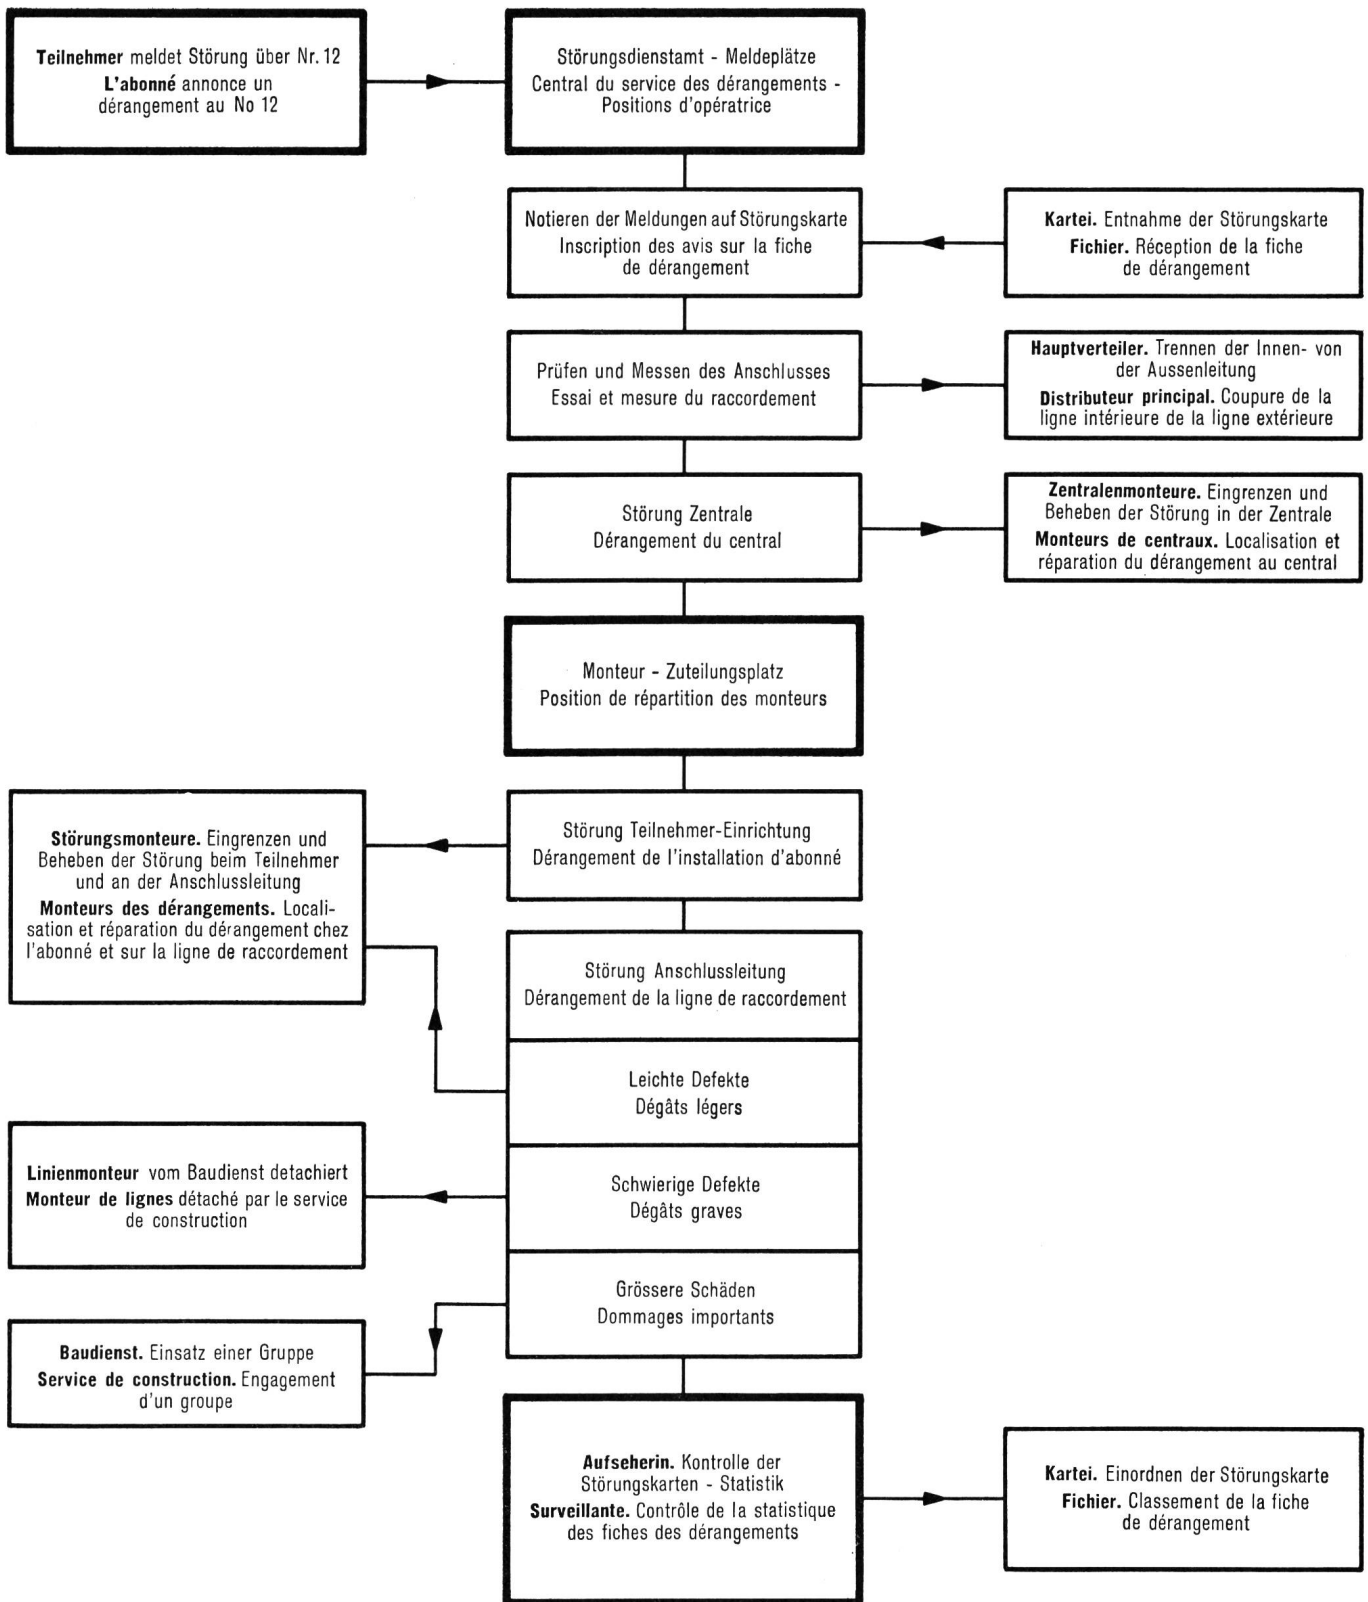 Teilnehmer meldet Störung über Nr. 12
L'abonné annonce un
dérangement au No 12
Störungsdienstamt - Meldeplätze
Central du service des dérangements -
Positions d'opératrice
Notieren der Meldungen auf Störungskarte
Inscription des avis sur la fiche
de dérangement
Kartei. Entnahme der Störungskarte
Fichier. Réception de la fiche
de dérangement
Prüfen und Messen des Anschlusses
Essai et mesure du raccordement
Hauptverteiler. Trennen der Innen- von
der Aussenleitung
Distributeur principal. Coupure de la
ligne intérieure de la ligne extérieure
Störung Zentrale
Dérangement du central
Zentralenmonteure. Eingrenzen und
Beheben der Störung in der Zentrale
Monteurs de centraux. Localisation et
réparation du dérangement au central
Monteur - Zuteilungsplatz
Position de répartition des monteurs
Störung Teilnehmer-Einrichtung
Dérangement de l'installation d'abonné
Störungsmonteure. Eingrenzen und
Beheben der Störung beim Teilnehmer
und an der Anschlussleitung
Monteurs des dérangements. Locali-
sation et réparation du dérangement chez
l'abonné et sur la ligne de raccordement
Störung Anschlussleitung
Dérangement de la ligne de raccordement
Leichte Defekte
Dégâts légers
Schwierige Defekte
Dégâts graves
Linienmonteur vom Baudienst detachiert
Monteur de lignes détaché par le service
de construction
Grössere Schäden
Dommages importants
Baudienst. Einsatz einer Gruppe
Service de construction. Engagement
d'un groupe
Aufseherin. Kontrolle der
Störungskarten - Statistik
Surveillante. Contrôle de la statistique
des fiches des dérangements
Kartei. Einordnen der Störungskarte
Fichier. Classement de la fiche
de dérangement